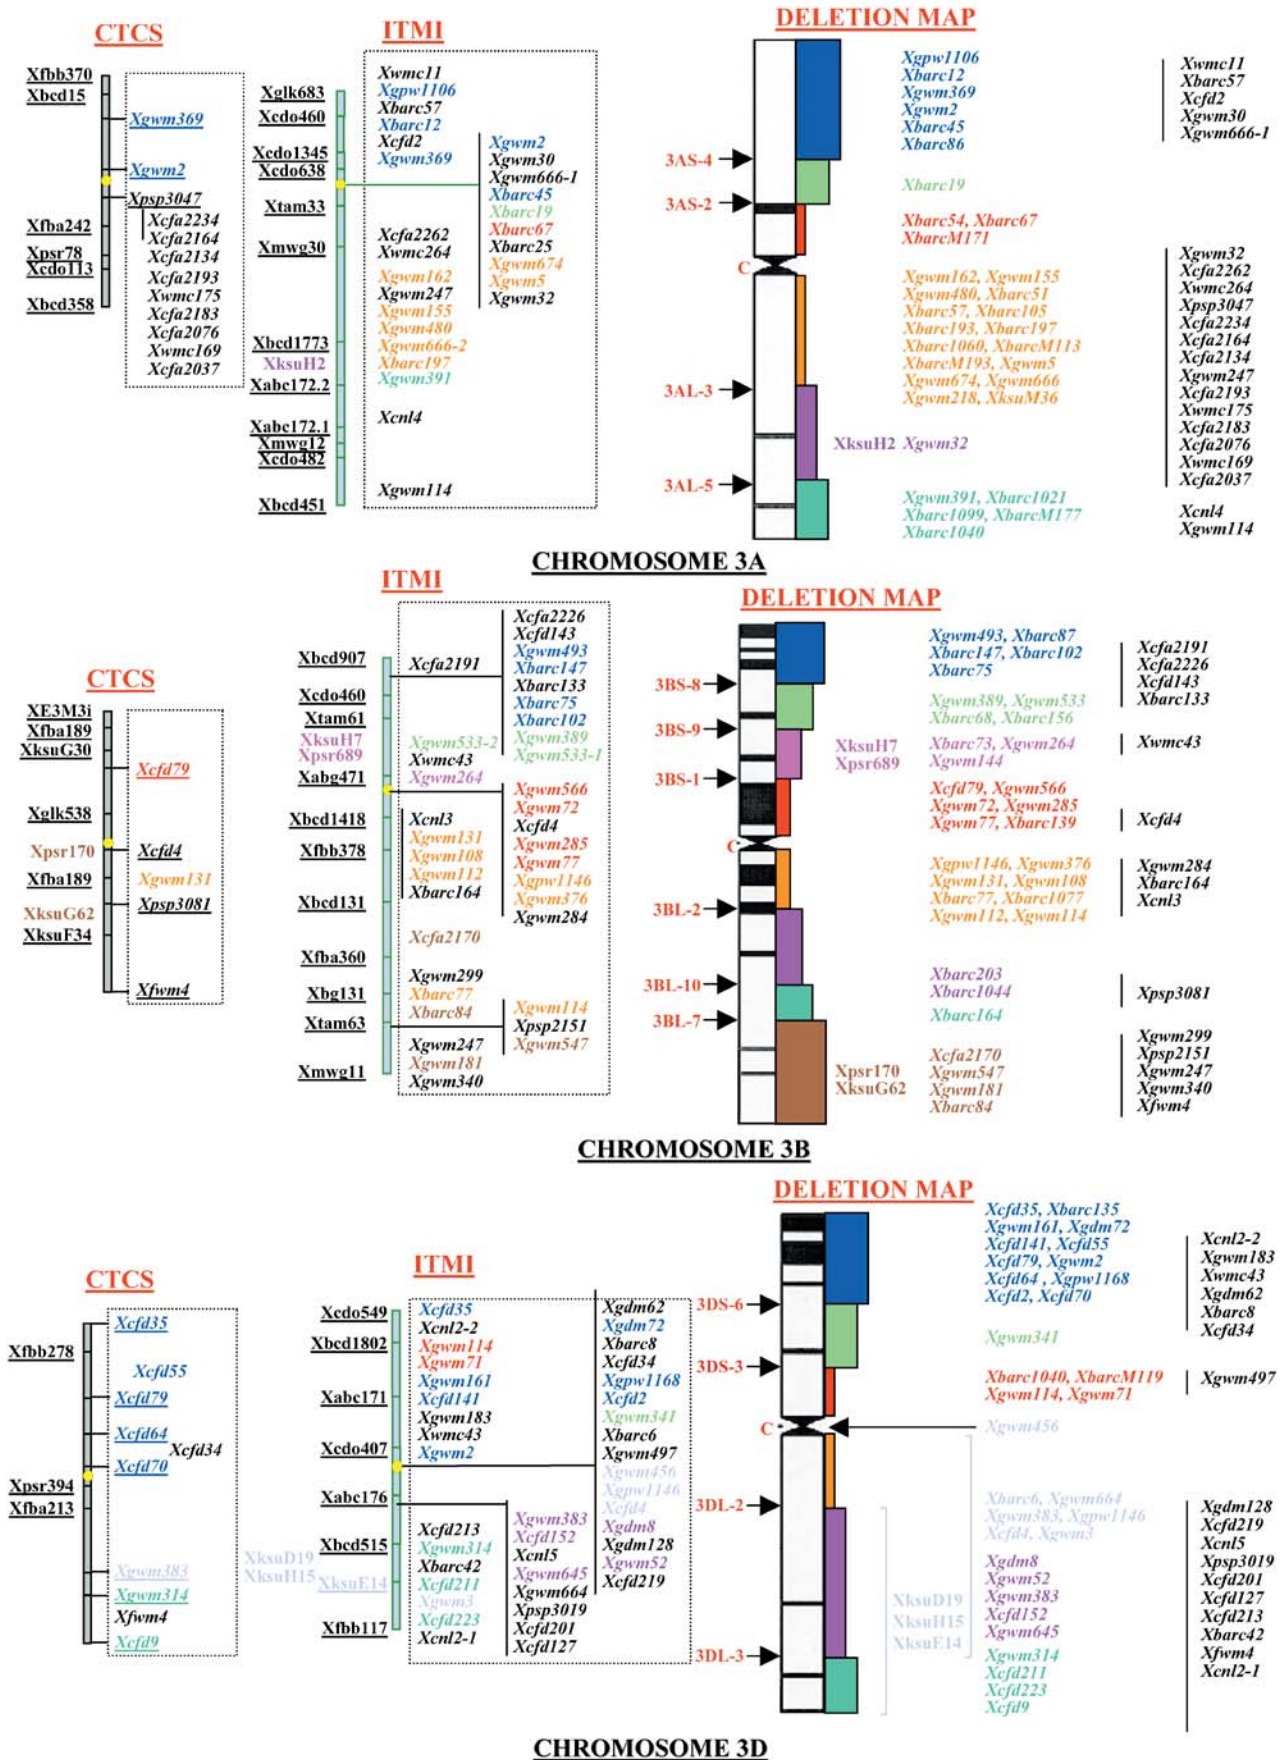 CTCS
Xfbb370
Xbcd15
Xfba242
Xpsr78
Xcdo113
Xbcd358
Xgwm369
Xgwm2
Xpsp3047
Xcfa2234
Xcfa2164
Xcfa2134
Xcfa2193
Xwmc175
Xcfa2183
Xcfa2076
Xwmc169
Xcfa2037
ITMI
Xglk683
Xcdo460
Xcdo1345
Xcdo638
Xtam33
Xmwg30
Xbcd1773
XksuH2
Xabc172.2
Xabc172.1
Xmwg12
Xcdo482
Xbcd451
Xwmc11
Xgpw1106
Xbarc57
Xbarc12
Xcfd2
Xgwm369
Xcfa2262
Xwmc264
Xgwm162
Xgwm247
Xgwm155
Xgwm480
Xgwm666-2
Xbarc197
Xgwm391
Xcnl4
Xgwm114
Xgwm2
Xgwm30
Xgwm666-1
Xbarc45
Xbarc19
Xbarc67
Xbarc25
Xgwm674
Xgwm5
Xgwm32
DELETION MAP
3AS-4
3AS-2
C
3AL-3
3AL-5
Xgpw1106
Xbarc12
Xgwm369
Xgwm2
Xbarc45
Xbarc86
Xbarc19
Xbarc54, Xbarc67
XbarcM171
Xgwm162, Xgwm155
Xgwm480, Xbarc51
Xbarc57, Xbarc105
Xbarc193, Xbarc197
Xbarc1060, XbarcM113
XbarcM193, Xgwm5
Xgwm674, Xgwm666
Xgwm218, XksuM36
XksuH2 Xgwm32
Xgwm391, Xbarc1021
Xbarc1099, XbarcM177
Xbarc1040
Xwmc11
Xbarc57
Xcfd2
Xgwm30
Xgwm666-1
Xgwm32
Xcfa2262
Xwmc264
Xpsp3047
Xcfa2234
Xcfa2164
Xcfa2134
Xgwm247
Xcfa2193
Xwmc175
Xcfa2183
Xcfa2076
Xwmc169
Xcfa2037
Xcnl4
Xgwm114
CHROMOSOME 3A
CTCS
XE3M3i
Xfba189
XksuG30
Xglk538
Xpsr170
Xfba189
XksuG62
XksuF34
Xcfd79
Xcfd4
Xgwm131
Xpsp3081
Xfwm4
ITMI
Xbcd907
Xcdo460
Xtam61
XksuH7
Xpsr689
Xabg471
Xbcd1418
Xfbb378
Xbcd131
Xfba360
Xbg131
Xtam63
Xmwg11
Xcfa2191
Xgwm533-2
Xwmc43
Xgwm264
Xcnl3
Xgwm131
Xgwm108
Xgwm112
Xbarc164
Xcfa2170
Xgwm299
Xbarc77
Xbarc84
Xgwm247
Xgwm181
Xgwm340
Xcfa2226
Xcfd143
Xgwm493
Xbarc147
Xbarc133
Xbarc75
Xbarc102
Xgwm389
Xgwm533-1
Xgwm566
Xgwm72
Xcfd4
Xgwm285
Xgwm77
Xgpw1146
Xgwm376
Xgwm284
Xgwm114
Xpsp2151
Xgwm547
DELETION MAP
3BS-8
3BS-9
3BS-1
C
3BL-2
3BL-10
3BL-7
XksuH7
Xpsr689
Xpsr170
XksuG62
Xgwm493, Xbarc87
Xbarc147, Xbarc102
Xbarc75
Xgwm389, Xgwm533
Xbarc68, Xbarc156
Xbarc73, Xgwm264
Xgwm144
Xcfd79, Xgwm566
Xgwm72, Xgwm285
Xgwm77, Xbarc139
Xgpw1146, Xgwm376
Xgwm131, Xgwm108
Xbarc77, Xbarc1077
Xgwm112, Xgwm114
Xbarc203
Xbarc1044
Xbarc164
Xcfa2170
Xgwm547
Xgwm181
Xbarc84
Xcfa2191
Xcfa2226
Xcfd143
Xbarc133
Xwmc43
Xcfd4
Xgwm284
Xbarc164
Xcnl3
Xpsp3081
Xgwm299
Xpsp2151
Xgwm247
Xgwm340
Xfwm4
CHROMOSOME 3B
CTCS
Xfbb278
Xpsr394
Xfba213
Xcfd35
Xcfd55
Xcfd79
Xcfd64
Xcfd34
Xcfd70
Xgwm383
Xgwm314
Xfwm4
Xcfd9
XksuD19
XksuH15
ITMI
Xcdo549
Xbcd1802
Xabc171
Xcdo407
Xabc176
Xbcd515
XksuE14
Xfbb117
Xcfd35
Xcnl2-2
Xgwm114
Xgwm71
Xgwm161
Xcfd141
Xgwm183
Xwmc43
Xgwm2
Xcfd213
Xgwm314
Xbarc42
Xcfd211
Xgwm3
Xcfd223
Xcnl2-1
Xgwm383
Xcfd152
Xcnl5
Xgwm645
Xgwm664
Xpsp3019
Xcfd201
Xcfd127
Xgdm62
Xgdm72
Xbarc8
Xcfd34
Xgpw1168
Xcfd2
Xgwm341
Xbarc6
Xgwm497
Xgwm456
Xgpw1146
Xcfd4
Xgdm8
Xgdm128
Xgwm52
Xcfd219
DELETION MAP
3DS-6
3DS-3
C
3DL-2
3DL-3
XksuD19
XksuH15
XksuE14
Xcfd35, Xbarc135
Xgwm161, Xgdm72
Xcfd141, Xcfd55
Xcfd79, Xgwm2
Xcfd64 , Xgpw1168
Xcfd2, Xcfd70
Xgwm341
Xbarc1040, XbarcM119
Xgwm114, Xgwm71
Xgwm456
Xbarc6, Xgwm664
Xgwm383, Xgpw1146
Xcfd4, Xgwm3
Xgdm8
Xgwm52
Xgwm383
Xcfd152
Xgwm645
Xgwm314
Xcfd211
Xcfd223
Xcfd9
Xcnl2-2
Xgwm183
Xwmc43
Xgdm62
Xbarc8
Xcfd34
Xgwm497
Xgdm128
Xcfd219
Xcnl5
Xpsp3019
Xcfd201
Xcfd127
Xcfd213
Xbarc42
Xfwm4
Xcnl2-1
CHROMOSOME 3D